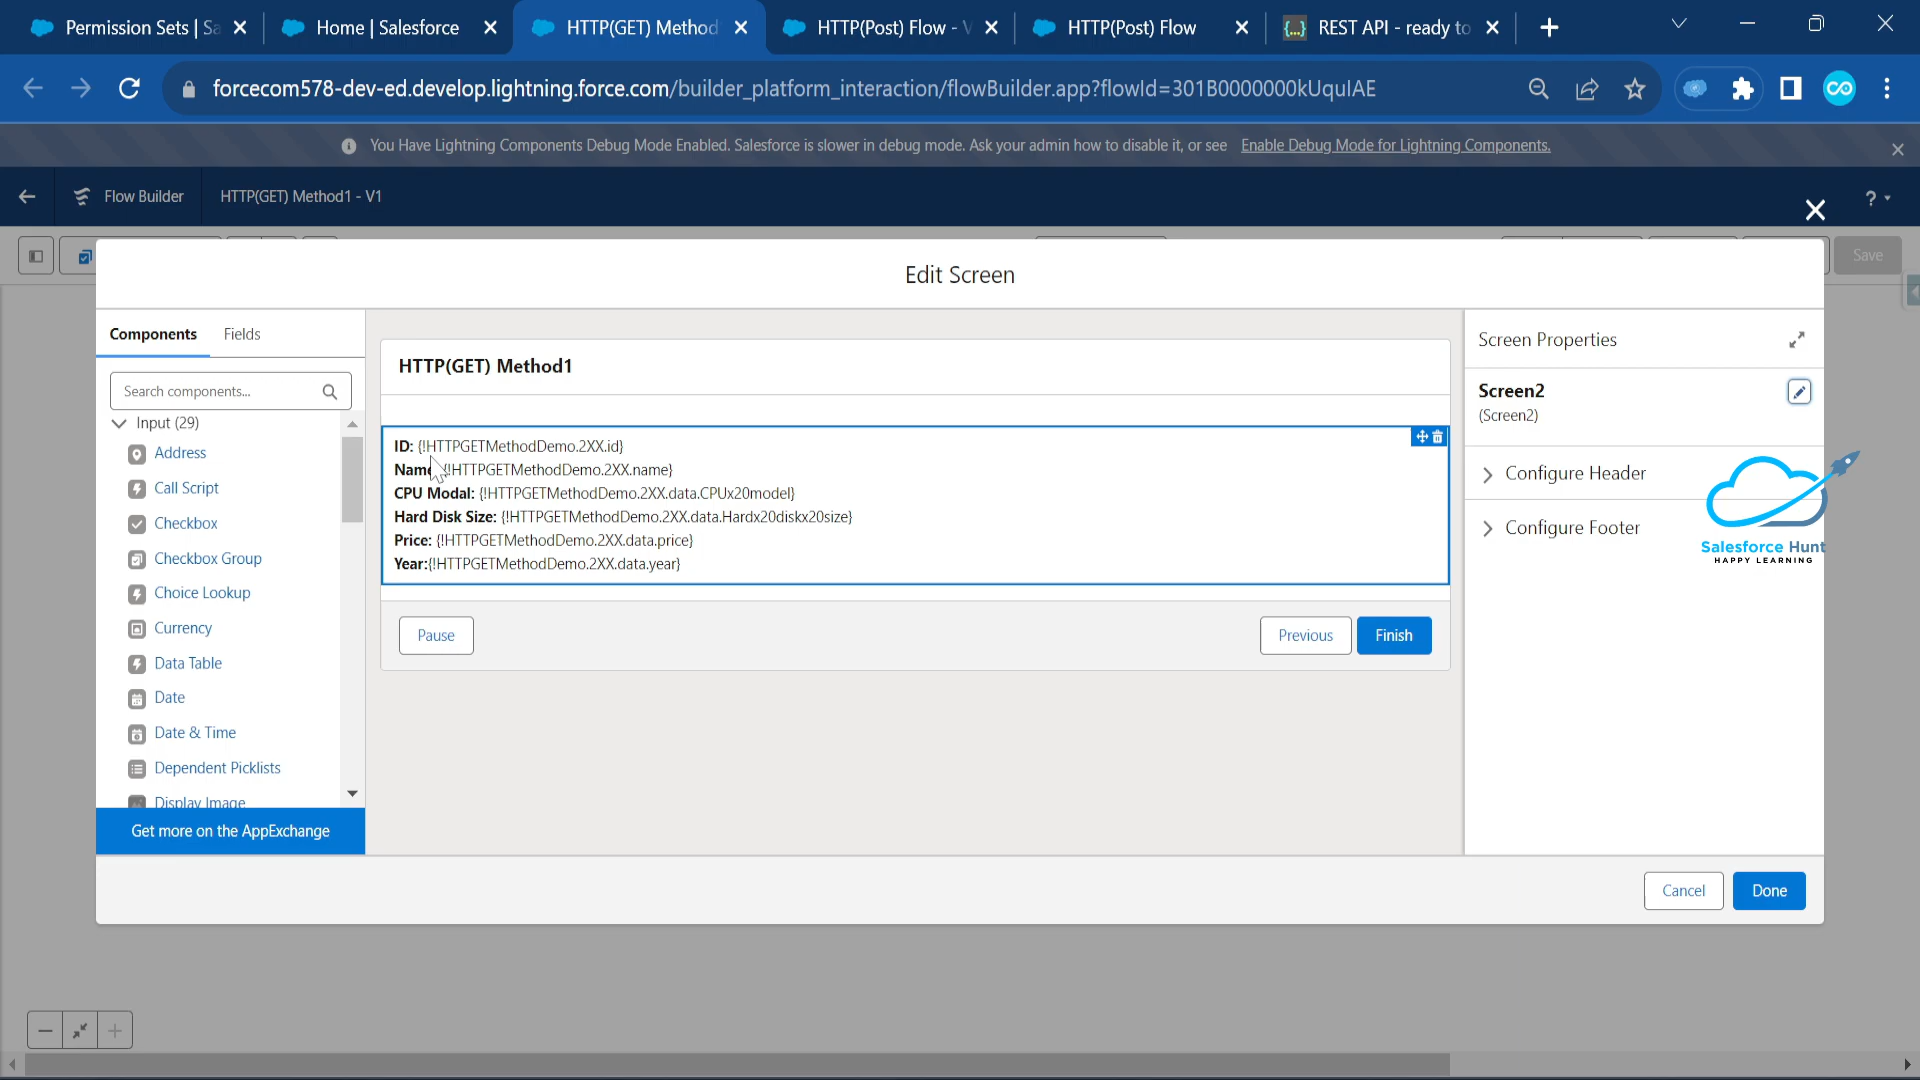 Permission Sets | Sa
Home | Salesforce
HTTP(GET) Method
HTTP(Post) Flow - V
HTTP(Post) Flow
REST API - ready to
forcecom578-dev-ed.develop.lightning.force.com/builder_platform_interaction/flowBuilder.app?flowId=301B0000000kUquIAE
You Have Lightning Components Debug Mode Enabled. Salesforce is slower in debug mode. Ask your admin how to disable it, or see Enable Debug Mode for Lightning Components.
Flow Builder
HTTP(GET) Method1 - V1
?
Save
Edit Screen
Components
Fields
Search components...
Input (29)
Address
Call Script
Checkbox
Checkbox Group
Choice Lookup
Currency
Data Table
Date
Date & Time
Dependent Picklists
Display Image
Get more on the AppExchange
HTTP(GET) Method1
ID: {!HTTPGETMethodDemo.2XX.id}
Name {!HTTPGETMethodDemo.2XX.name}
CPU Modal: {!HTTPGETMethodDemo.2XX.data.CPUx20model}
Hard Disk Size: {!HTTPGETMethodDemo.2XX.data.Hardx20diskx20size}
Price: {!HTTPGETMethodDemo.2XX.data.price}
Year:{!HTTPGETMethodDemo.2XX.data.year}
Pause
Previous
Finish
Screen Properties
Screen2
(Screen2)
Configure Header
Configure Footer
Salesforce Hunt
HAPPY LEARNING
Cancel
Done